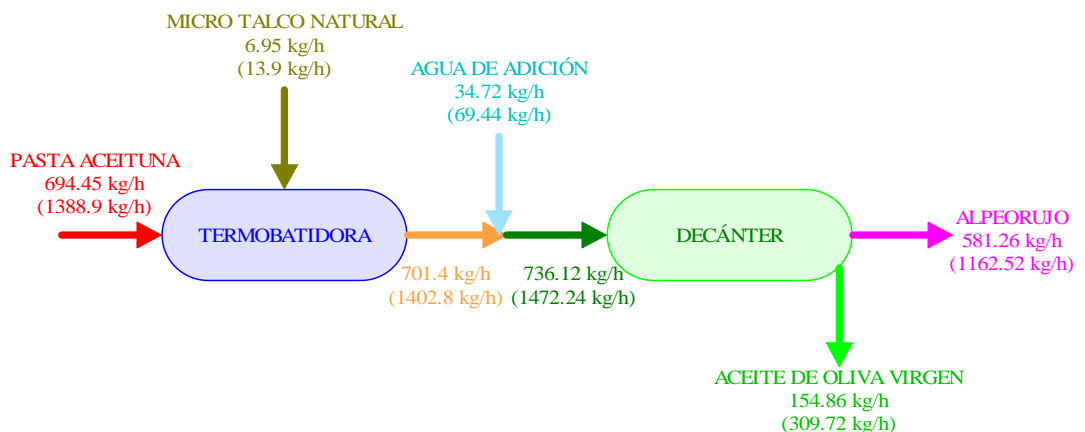 MICRO TALCO NATURAL
6.95 kg/h
(13.9 kg/h)
AGUA DE ADICIÓN
34.72 kg/h
(69.44 kg/h)
PASTA ACEITUNA
694.45 kg/h
(1388.9 kg/h)
TERMOBATIDORA
701.4 kg/h
(1402.8 kg/h)
736.12 kg/h
(1472.24 kg/h)
DECÁNTER
ALPEORUJO
581.26 kg/h
(1162.52 kg/h)
ACEITE DE OLIVA VIRGEN
154.86 kg/h
(309.72 kg/h)